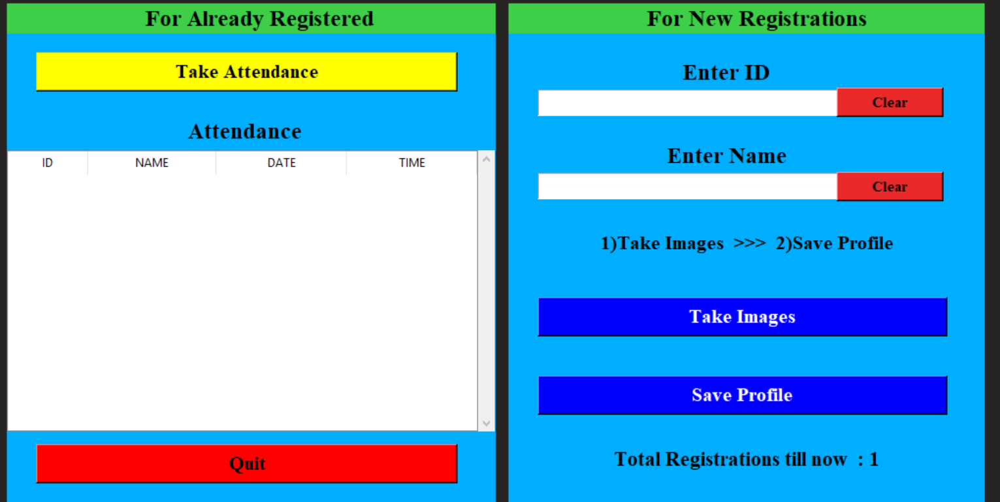 For Already Registered
Take Attendance
Attendance
ID NAME DATE TIME
Quit
For New Registrations
Enter ID
Clear
Enter Name
Clear
1)Take Images >>> 2)Save Profile
Take Images
Save Profile
Total Registrations till now : 1